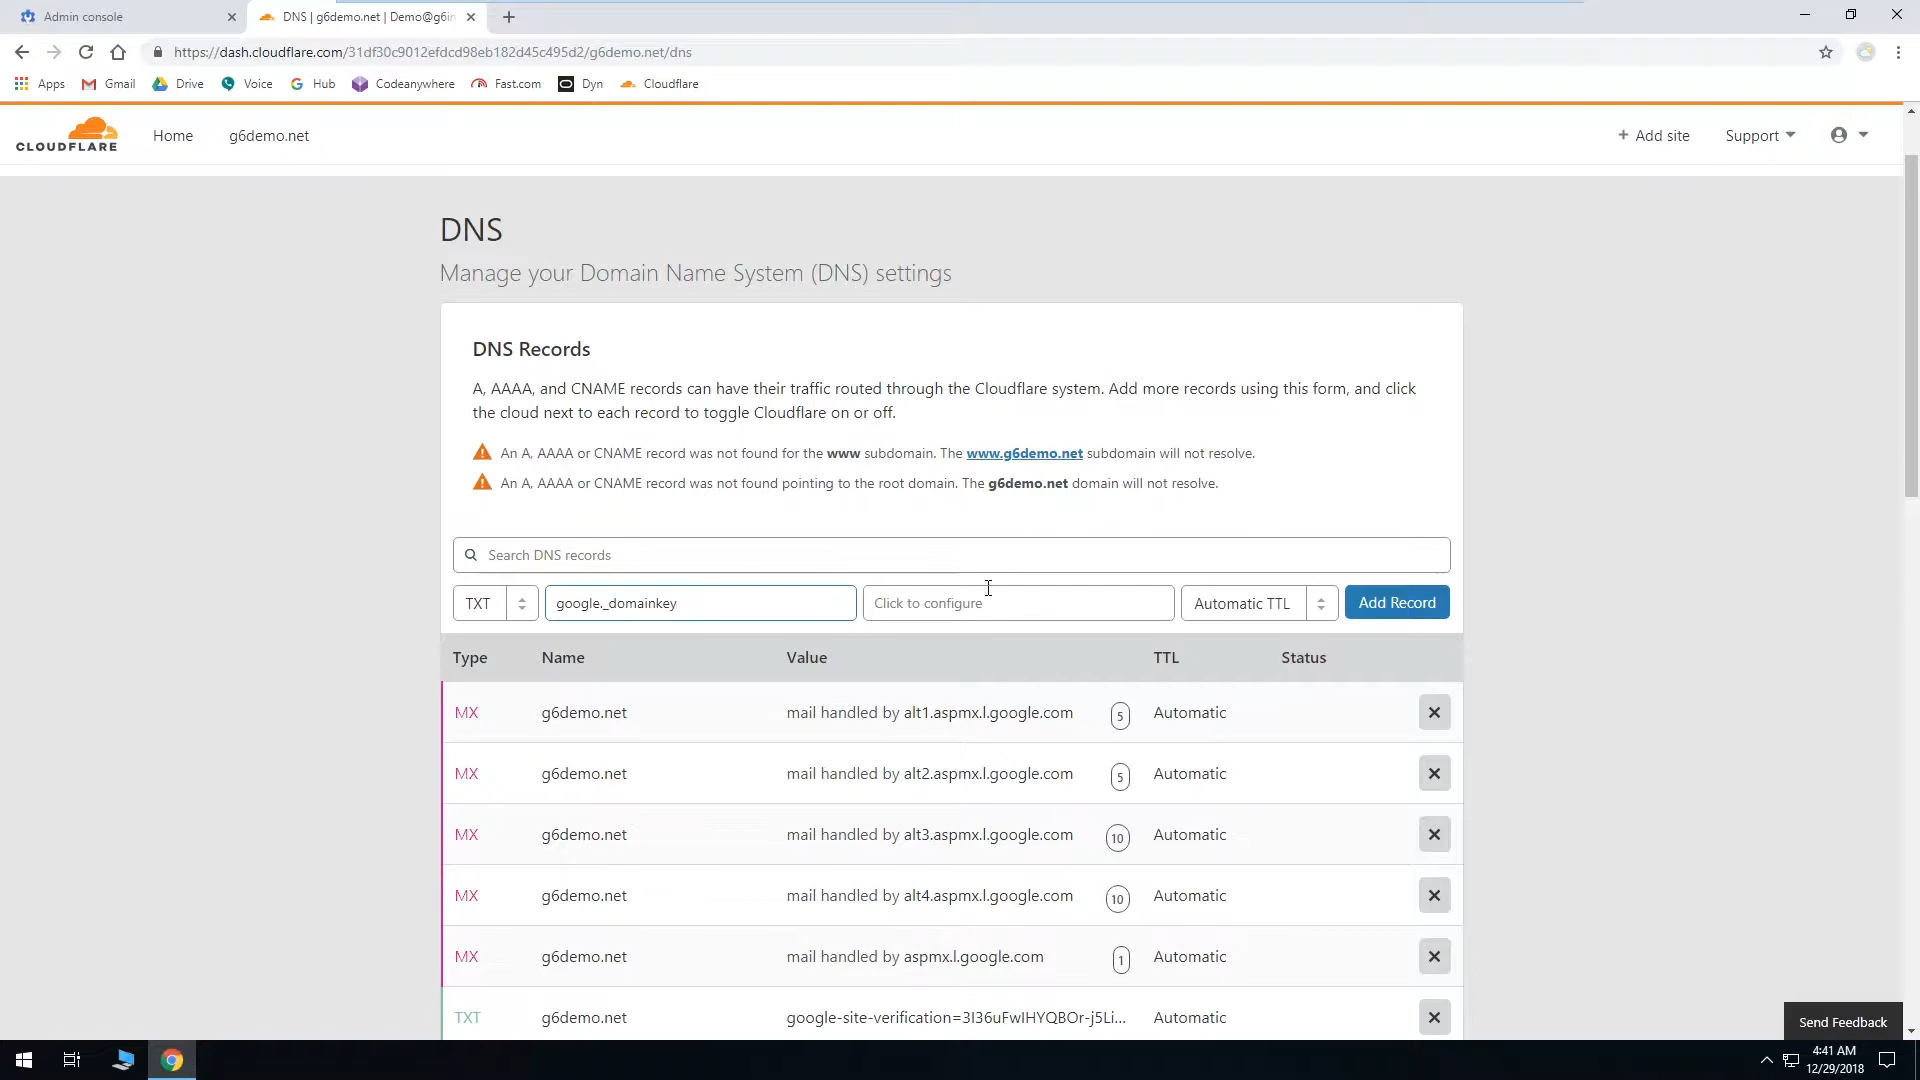 Admin console
DNS | g6demo.net | Demo@g6in
https://dash.cloudflare.com/31df30c9012efdcd98eb182d45c495d2/g6demo.net/dns
Apps Gmail Drive Voice Hub Codeanywhere Fast.com Dyn Cloudflare
CLOUDFLARE Home g6demo.net + Add site Support
DNS
Manage your Domain Name System (DNS) settings
DNS Records
A, AAAA, and CNAME records can have their traffic routed through the Cloudflare system. Add more records using this form, and click
the cloud next to each record to toggle Cloudflare on or off.
An A, AAAA or CNAME record was not found for the www subdomain. The www.g6demo.net subdomain will not resolve.
An A, AAAA or CNAME record was not found pointing to the root domain. The g6demo.net domain will not resolve.
Search DNS records
TXT google._domainkey Click to configure Automatic TTL Add Record
Type Name Value TTL Status
MX g6demo.net mail handled by alt1.aspmx.l.google.com 5 Automatic
MX g6demo.net mail handled by alt2.aspmx.l.google.com 5 Automatic
MX g6demo.net mail handled by alt3.aspmx.l.google.com 10 Automatic
MX g6demo.net mail handled by alt4.aspmx.l.google.com 10 Automatic
MX g6demo.net mail handled by aspmx.l.google.com 1 Automatic
TXT g6demo.net google-site-verification=3I36uFwIHYQBOr-j5Li... Automatic
Send Feedback
4:41 AM
12/29/2018